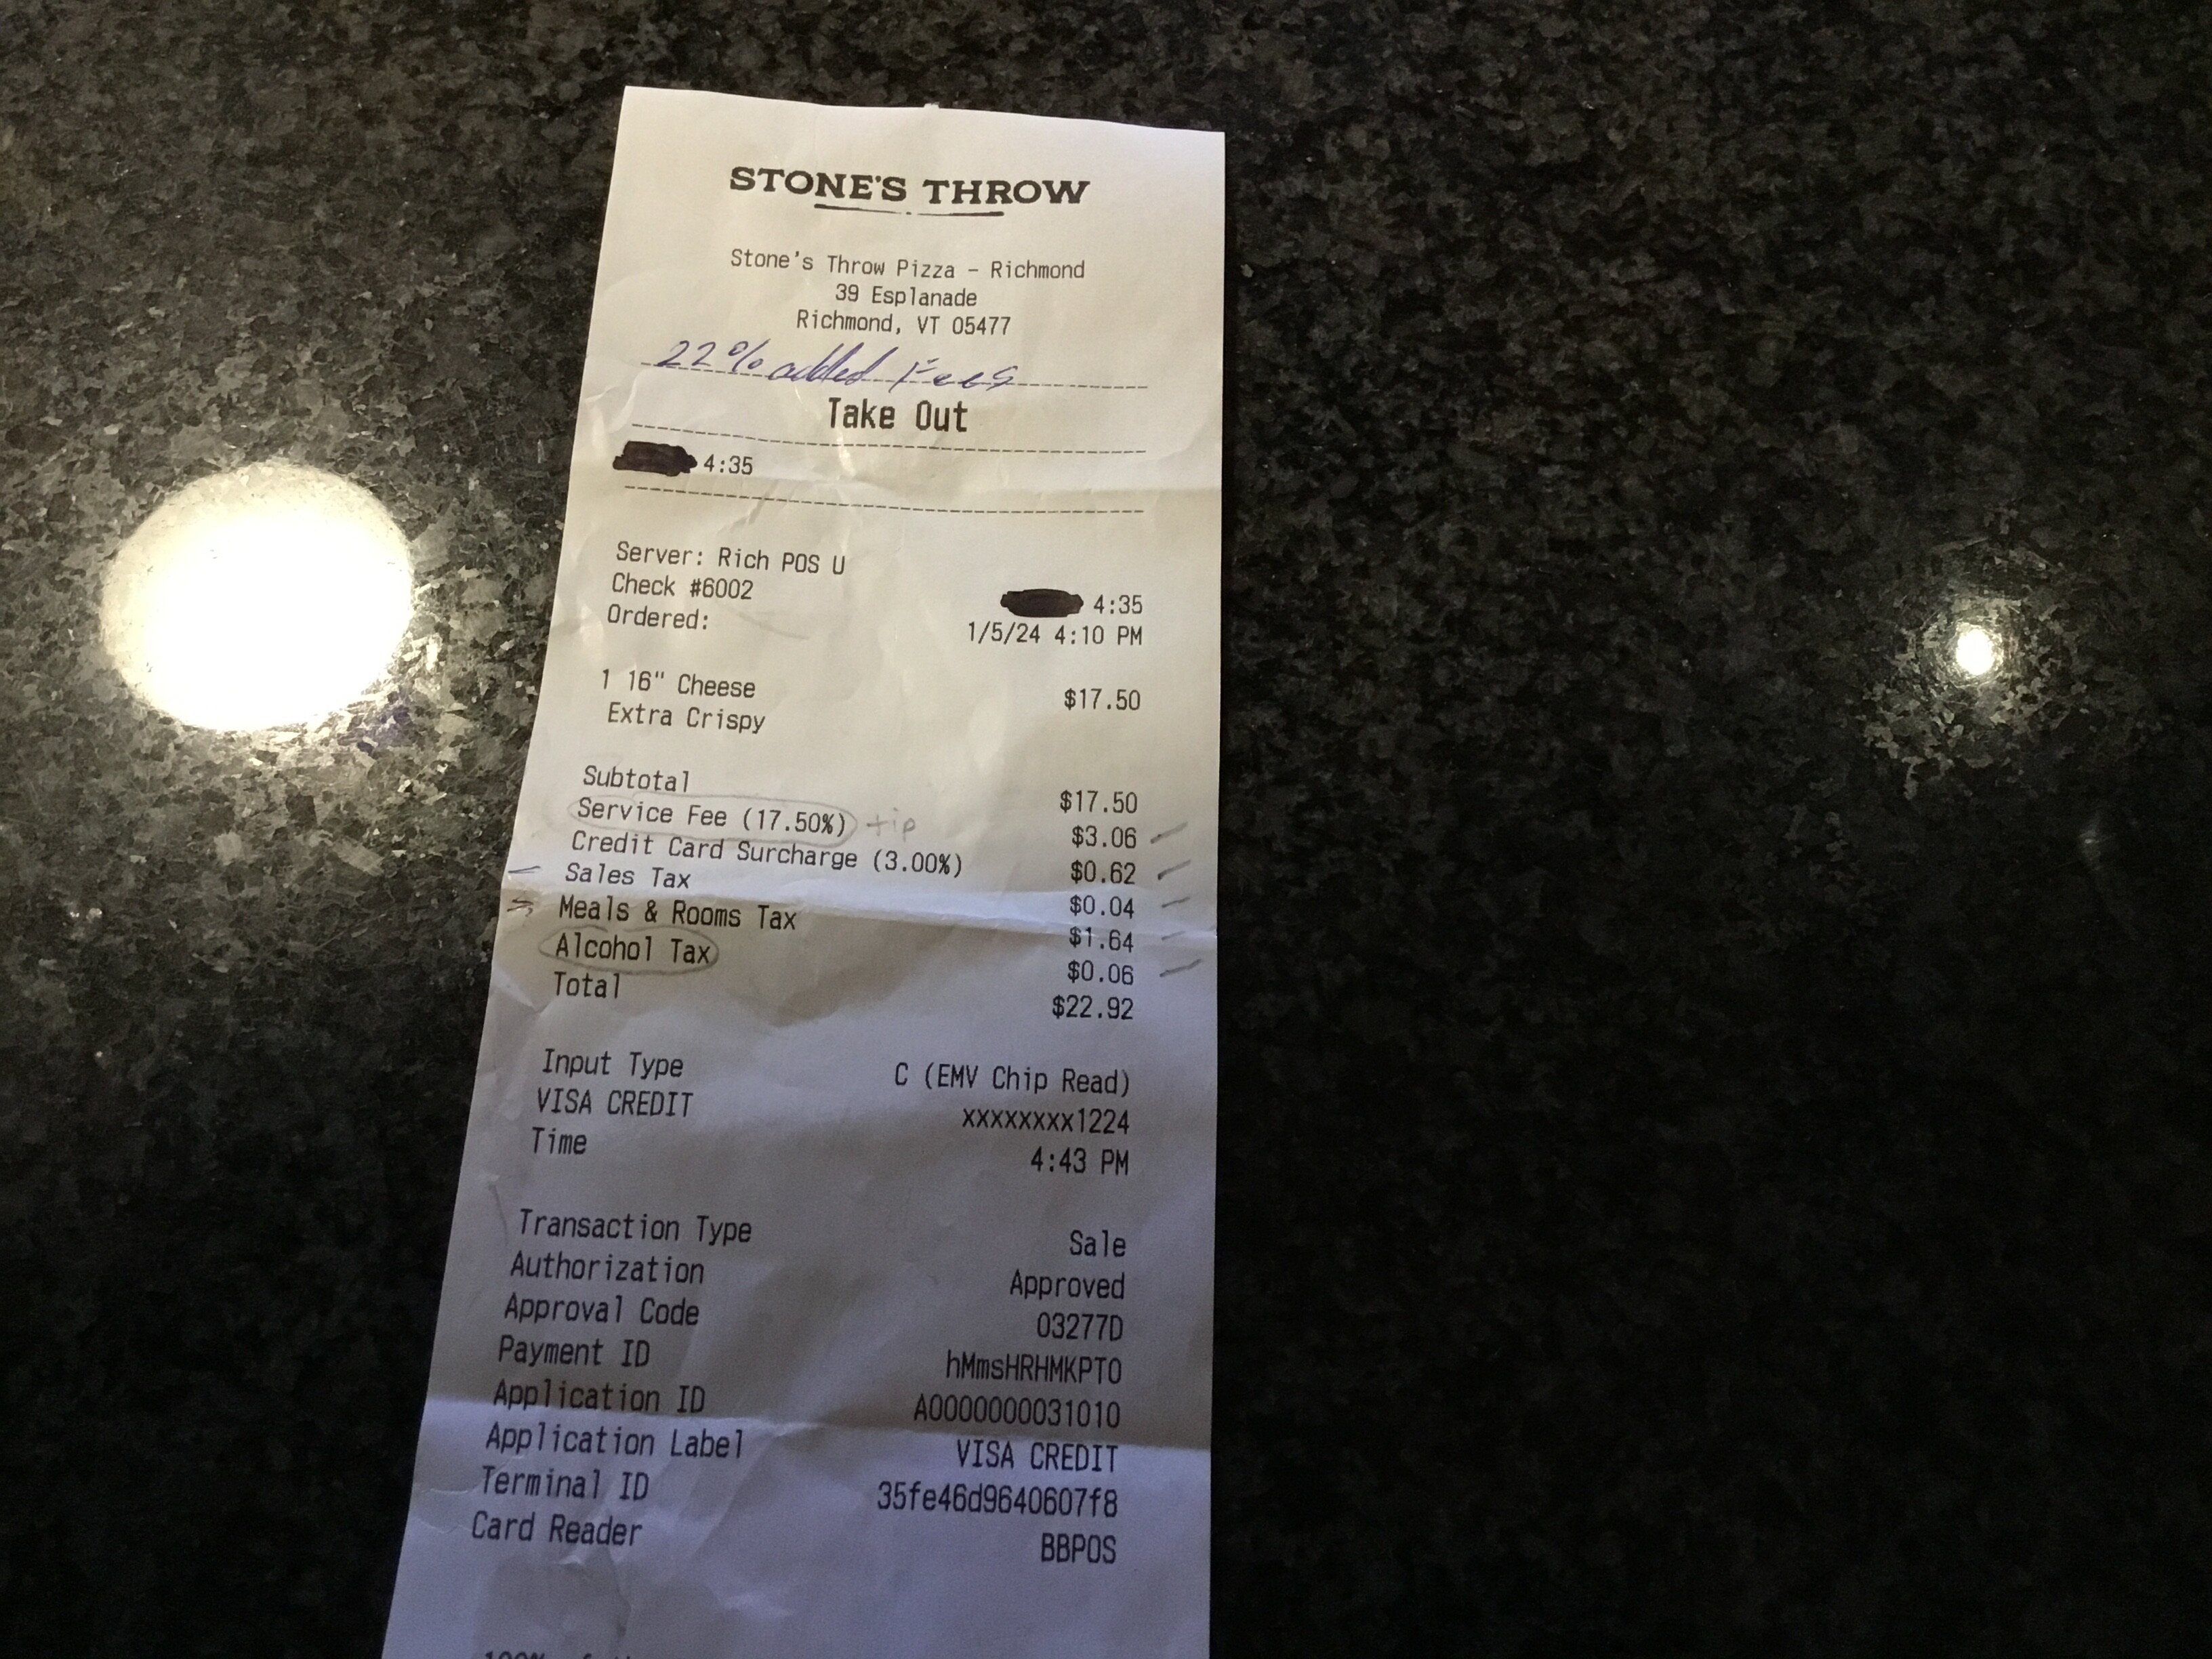 STONE'S THROW
Stone's Throw Pizza - Richmond
39 Esplanade
Richmond, VT 05477
22% added Fees
Take Out
4:35
Server: Rich POS U
Check #6002 4:35
Ordered: 1/5/24 4:10 PM
1 16" Cheese $17.50
Extra Crispy
Subtotal $17.50
Service Fee (17.50%) tip $3.06
Credit Card Surcharge (3.00%) $0.62
Sales Tax $0.04
Meals & Rooms Tax $1.64
Alcohol Tax $0.06
Total $22.92
Input Type C (EMV Chip Read)
VISA CREDIT xxxxxxxx1224
Time 4:43 PM
Transaction Type Sale
Authorization Approved
Approval Code 03277D
Payment ID hMmsHRHMKPT0
Application ID A0000000031010
Application Label VISA CREDIT
Terminal ID 35fe46d9640607f8
Card Reader BBPOS